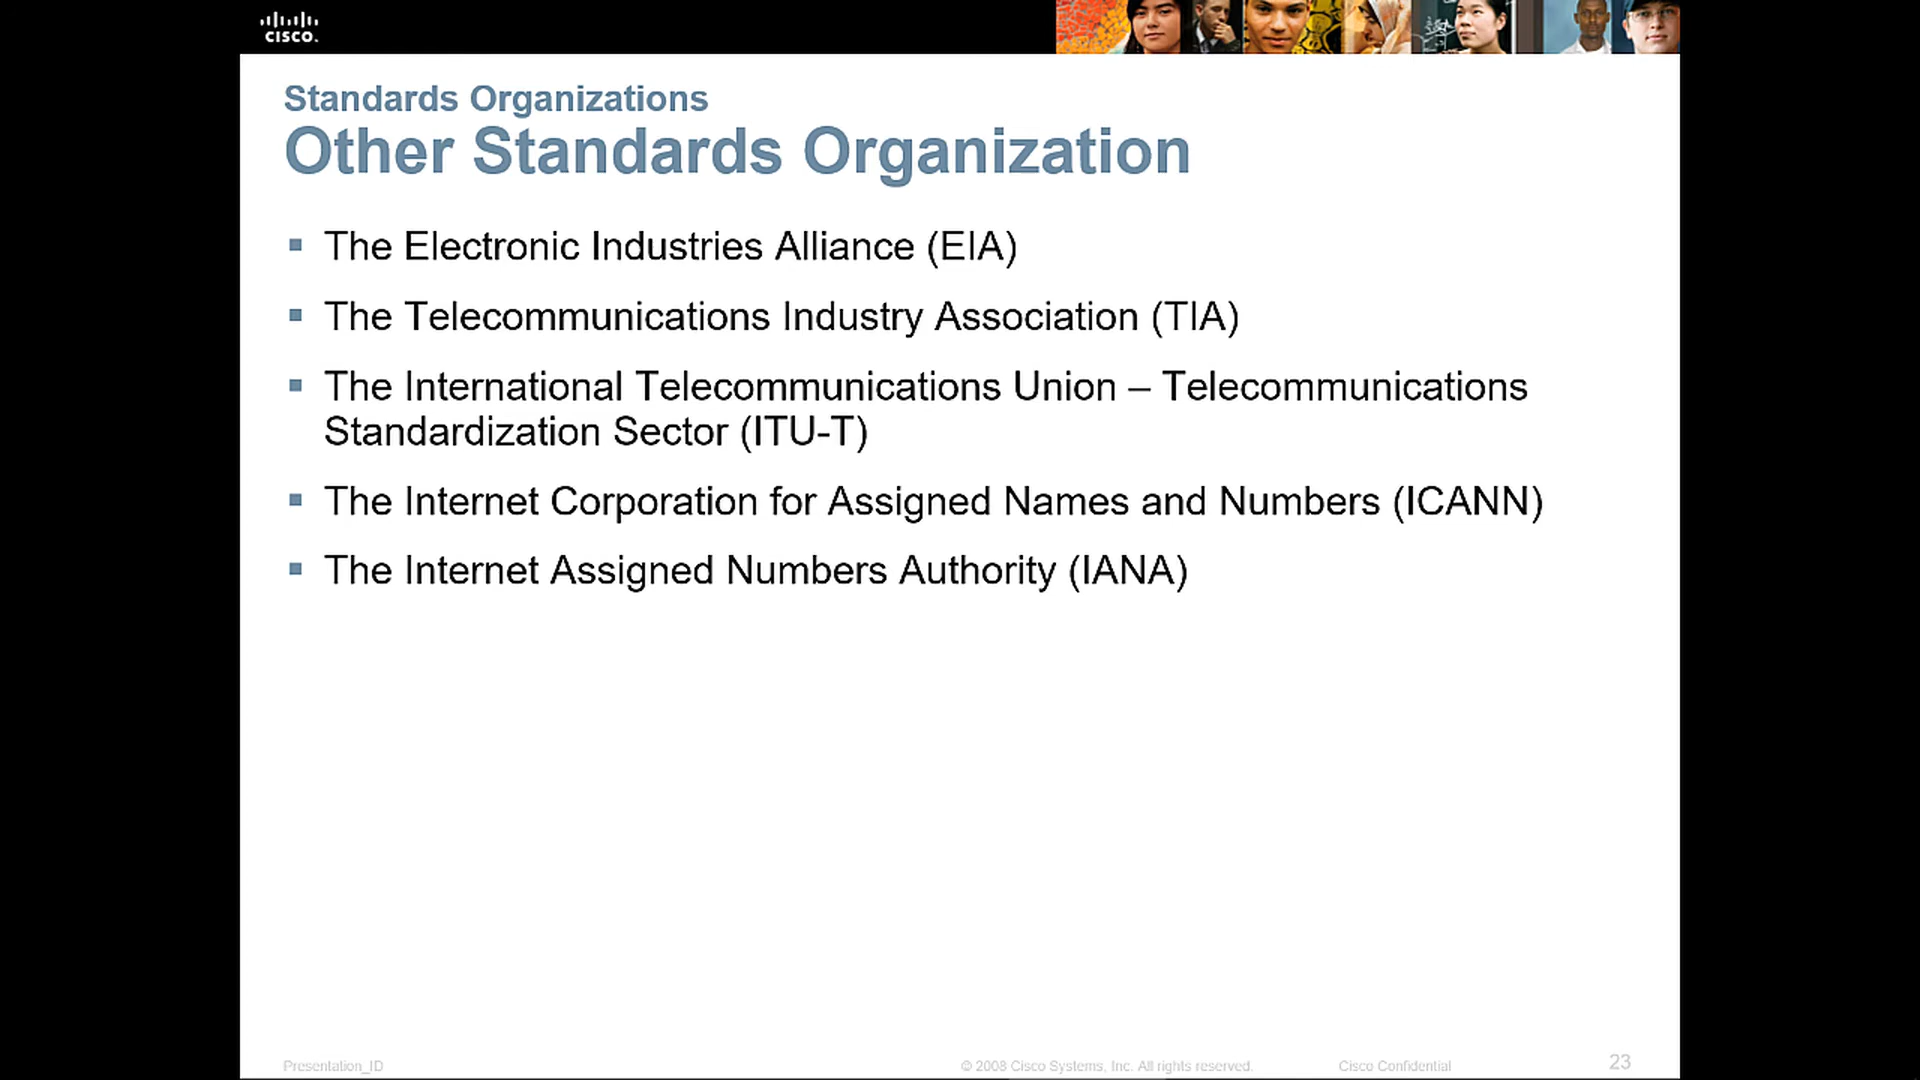 CISCO.
Standards Organizations
Other Standards Organization
The Electronic Industries Alliance (EIA)
The Telecommunications Industry Association (TIA)
The International Telecommunications Union – Telecommunications
Standardization Sector (ITU-T)
The Internet Corporation for Assigned Names and Numbers (ICANN)
The Internet Assigned Numbers Authority (IANA)
Presentation_ID
© 2008 Cisco Systems, Inc. All rights reserved.
Cisco Confidential
23